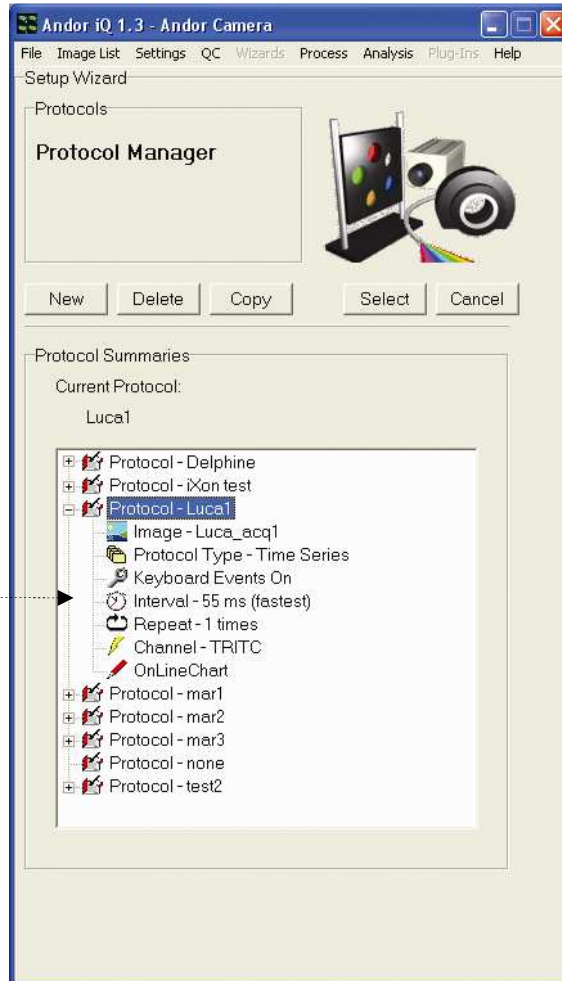 Andor iQ 1.3 - Andor Camera
File Image List Settings QC Wizards Process Analysis Plug-Ins Help
Setup Wizard
Protocols
Protocol Manager
New Delete Copy Select Cancel
Protocol Summaries
Current Protocol:
Luca1
Protocol - Delphine
Protocol - iXon test
Protocol - Luca1
Image - Luca_acq1
Protocol Type - Time Series
Keyboard Events On
Interval - 55 ms (fastest)
Repeat - 1 times
Channel - TRITC
OnLineChart
Protocol - mar1
Protocol - mar2
Protocol - mar3
Protocol - none
Protocol - test2